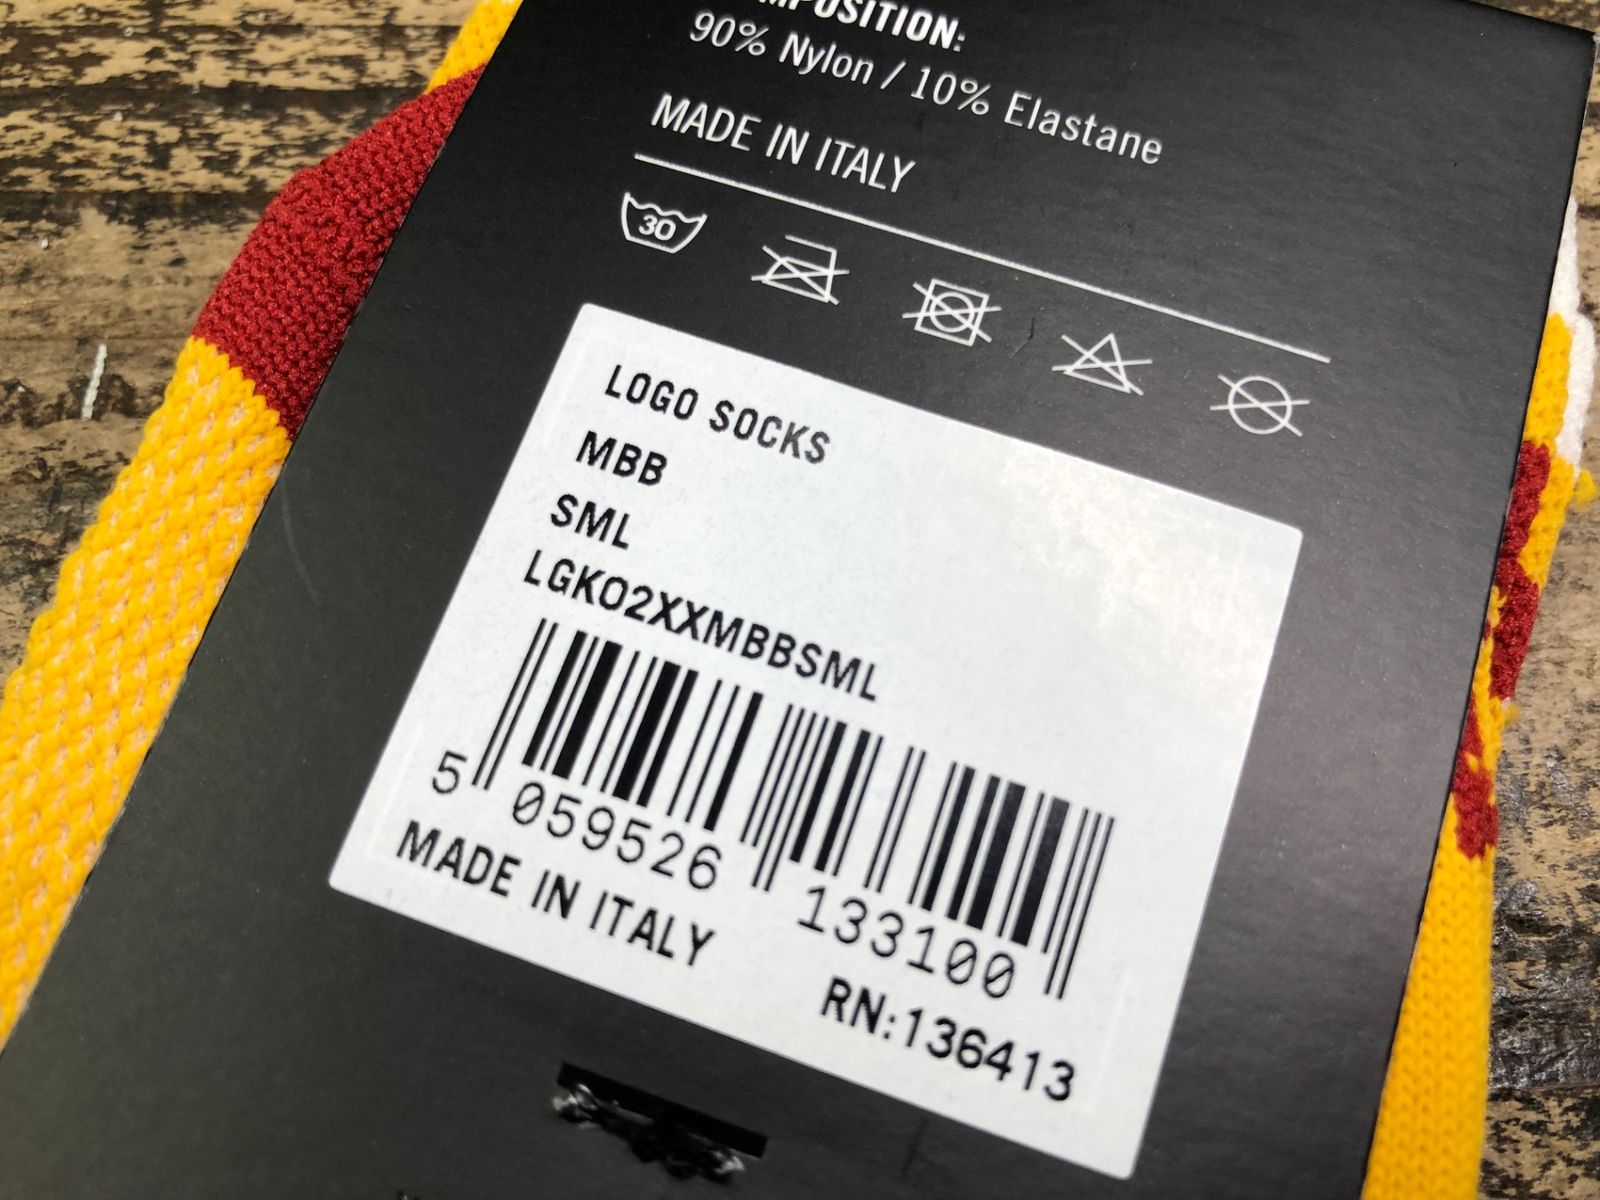 COMPOSITION:
90% Nylon / 10% Elastane
MADE IN ITALY
30
LOGO SOCKS
MBB
SML
LGK02XXMBBSML
5 059526 133100
MADE IN ITALY
RN:136413